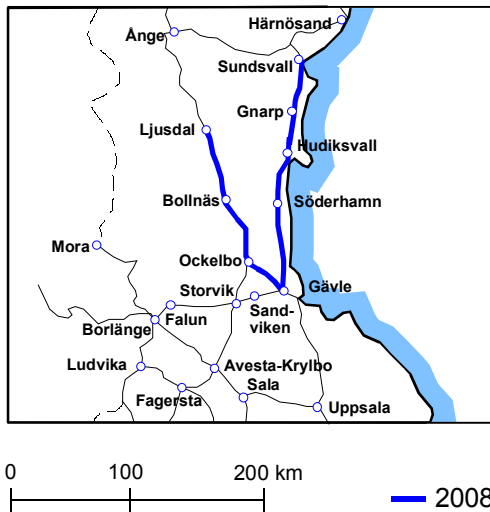 Härnösand
Ånge
Sundsvall
Gnarp
Ljusdal
Hudiksvall
Bollnäs
Söderhamn
Mora
Ockelbo
Storvik
Gävle
Sand-
viken
Falun
Borlänge
Ludvika
Avesta-Krylbo
Sala
Fagersta
Uppsala
0 100 200 km
2008